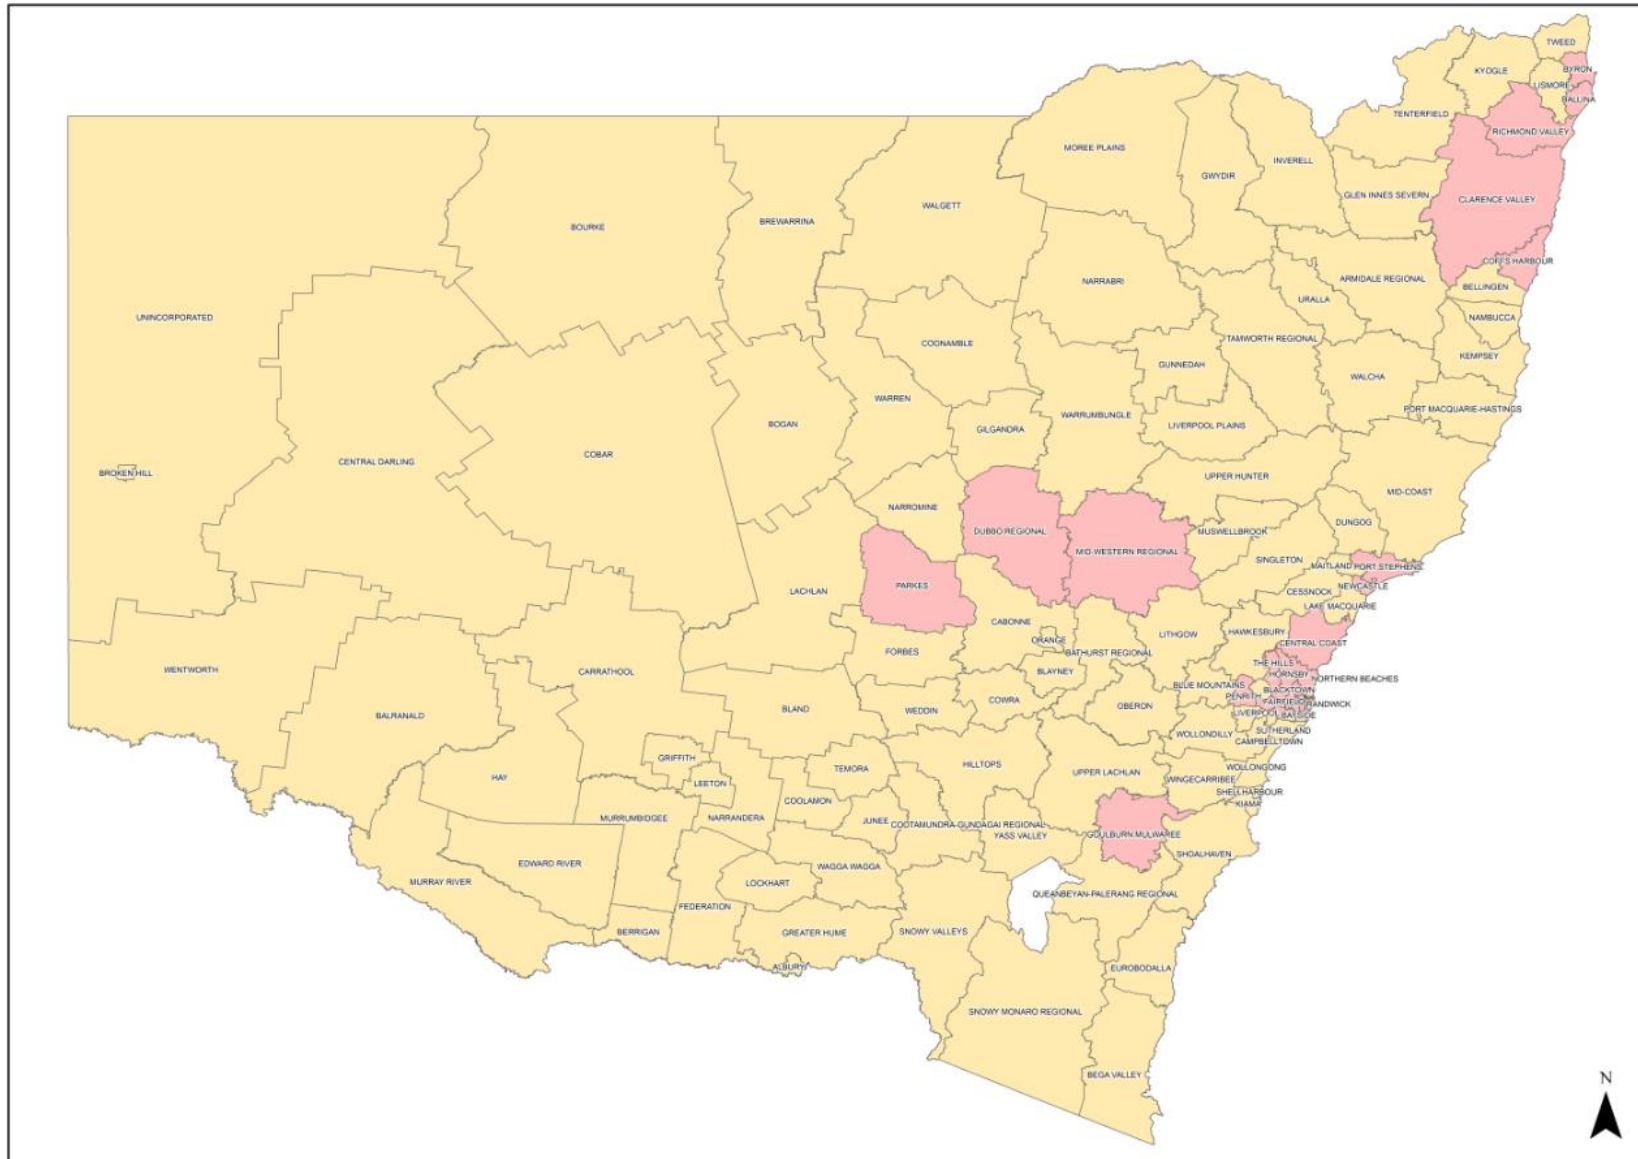 TWEED
KYOGLE
BYRON
LISMORE
BALLINA
TENTERFIELD
RICHMOND VALLEY
MOREE PLAINS
INVERELL
GWYDIR
GLEN INNES SEVERN
CLARENCE VALLEY
WALGETT
BREWARRINA
BOURKE
COFFS HARBOUR
ARMIDALE REGIONAL
NARRABRI
BELLINGEN
URALLA
UNINCORPORATED
NAMBUCCA
TAMWORTH REGIONAL
COONAMBLE
KEMPSEY
GUNNEDAH
WALCHA
WARREN
PORT MACQUARIE-HASTINGS
WARRUMBUNGLE
BOGAN
LIVERPOOL PLAINS
GILGANDRA
COBAR
CENTRAL DARLING
BROKEN HILL
UPPER HUNTER
MID-COAST
NARROMINE
DUNGOG
DUBBO REGIONAL
MUSWELLBROOK
MID-WESTERN REGIONAL
SINGLETON
MAITLAND
PORT STEPHENS
PARKES
NEWCASTLE
LACHLAN
CESSNOCK
LAKE MACQUARIE
CABONNE
HAWKESBURY
LITHGOW
ORANGE
CENTRAL COAST
FORBES
BATHURST REGIONAL
THE HILLS
WENTWORTH
CARRATHOOL
BLAYNEY
HORNSBY
NORTHERN BEACHES
BLUE MOUNTAINS
BLACKTOWN
PENRITH
COWRA
OBERON
FAIRFIELD
RANDWICK
BLAND
WEDDIN
LIVERPOOL
BAYSIDE
BALRANALD
SUTHERLAND
WOLLONDILLY
CAMPBELLTOWN
GRIFFITH
HILLTOPS
TEMORA
WOLLONGONG
UPPER LACHLAN
HAY
WINGECARRIBEE
LEETON
SHELLHARBOUR
COOLAMON
KIAMA
MURRUMBIDGEE
NARRANDERA
JUNEE
COOTAMUNDRA-GUNDAGAI REGIONAL
YASS VALLEY
GOULBURN MULWAREE
SHOALHAVEN
EDWARD RIVER
WAGGA WAGGA
MURRAY RIVER
LOCKHART
QUEANBEYAN-PALERANG REGIONAL
FEDERATION
BERRIGAN
GREATER HUME
SNOWY VALLEYS
ALBURY
EUROBODALLA
SNOWY MONARO REGIONAL
BEGA VALLEY
N